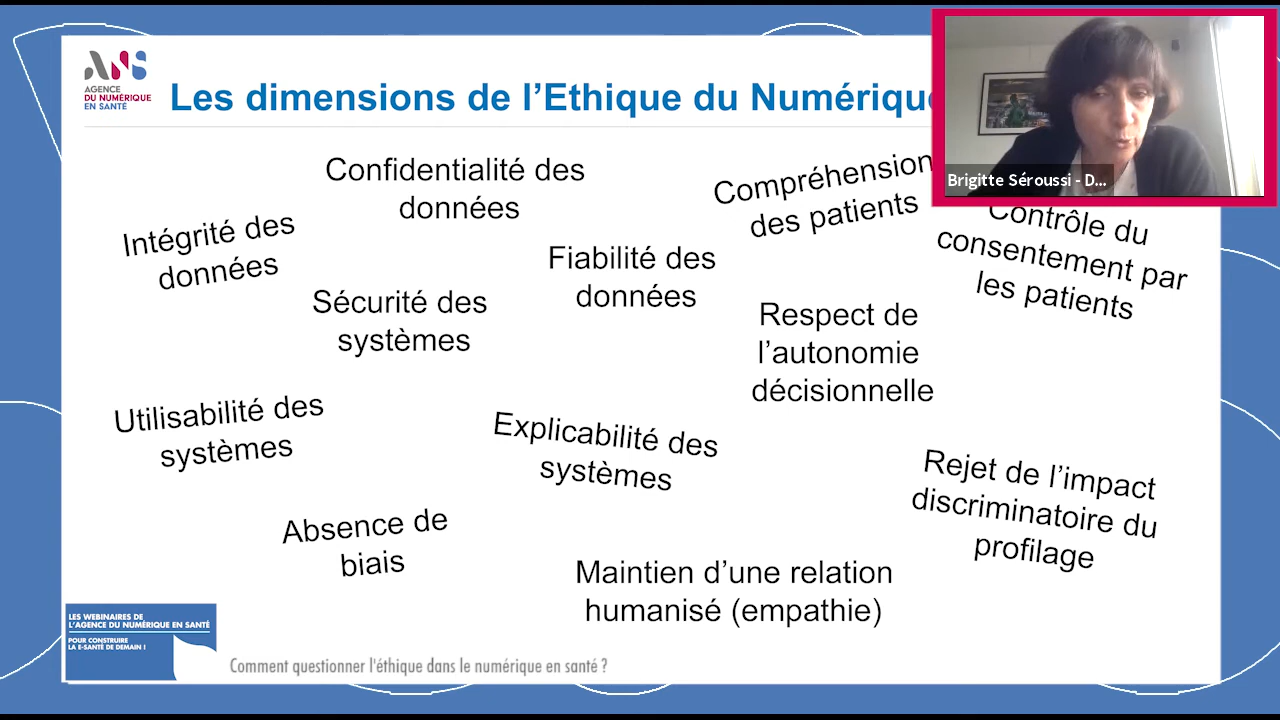 ANS
AGENCE
DU NUMÉRIQUE
EN SANTÉ
Les dimensions de l’Ethique du Numérique
Brigitte Séroussi - D...
Confidentialité des
données
Compréhension
des patients
Contrôle du
consentement par
les patients
Intégrité des
données
Fiabilité des
données
Sécurité des
systèmes
Respect de
l’autonomie
décisionnelle
Utilisabilité des
systèmes
Explicabilité des
systèmes
Rejet de l’impact
discriminatoire du
profilage
Absence de
biais
Maintien d’une relation
humanisé (empathie)
LES WEBINAIRES DE
L’AGENCE DU NUMÉRIQUE EN SANTÉ
POUR CONSTRUIRE
LA E-SANTÉ DE DEMAIN !
Comment questionner l'éthique dans le numérique en santé ?